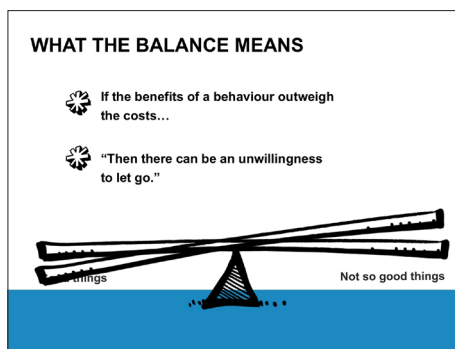 WHAT THE BALANCE MEANS
If the benefits of a behaviour outweigh
the costs…
“Then there can be an unwillingness
to let go.”
things
Not so good things